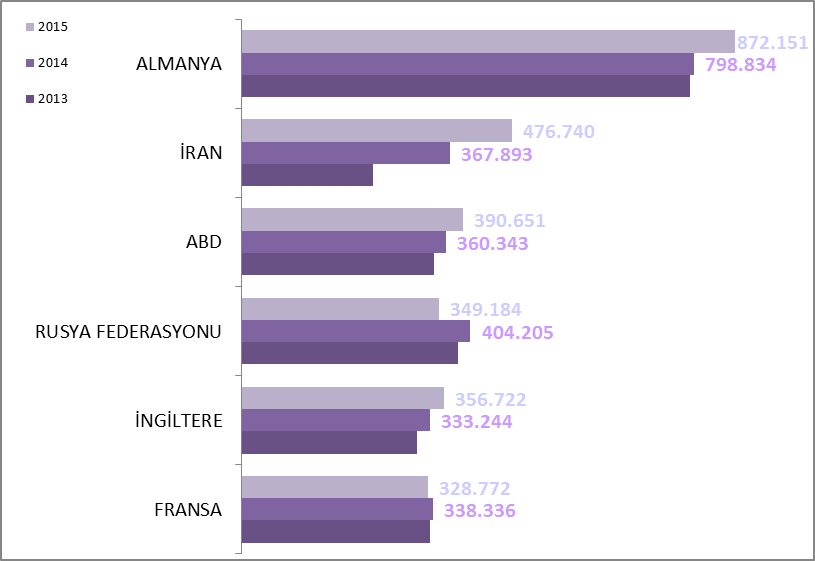 2015
2014
2013
ALMANYA
872.151
798.834
İRAN
476.740
367.893
ABD
390.651
360.343
RUSYA FEDERASYONU
349.184
404.205
İNGİLTERE
356.722
333.244
FRANSA
328.772
338.336